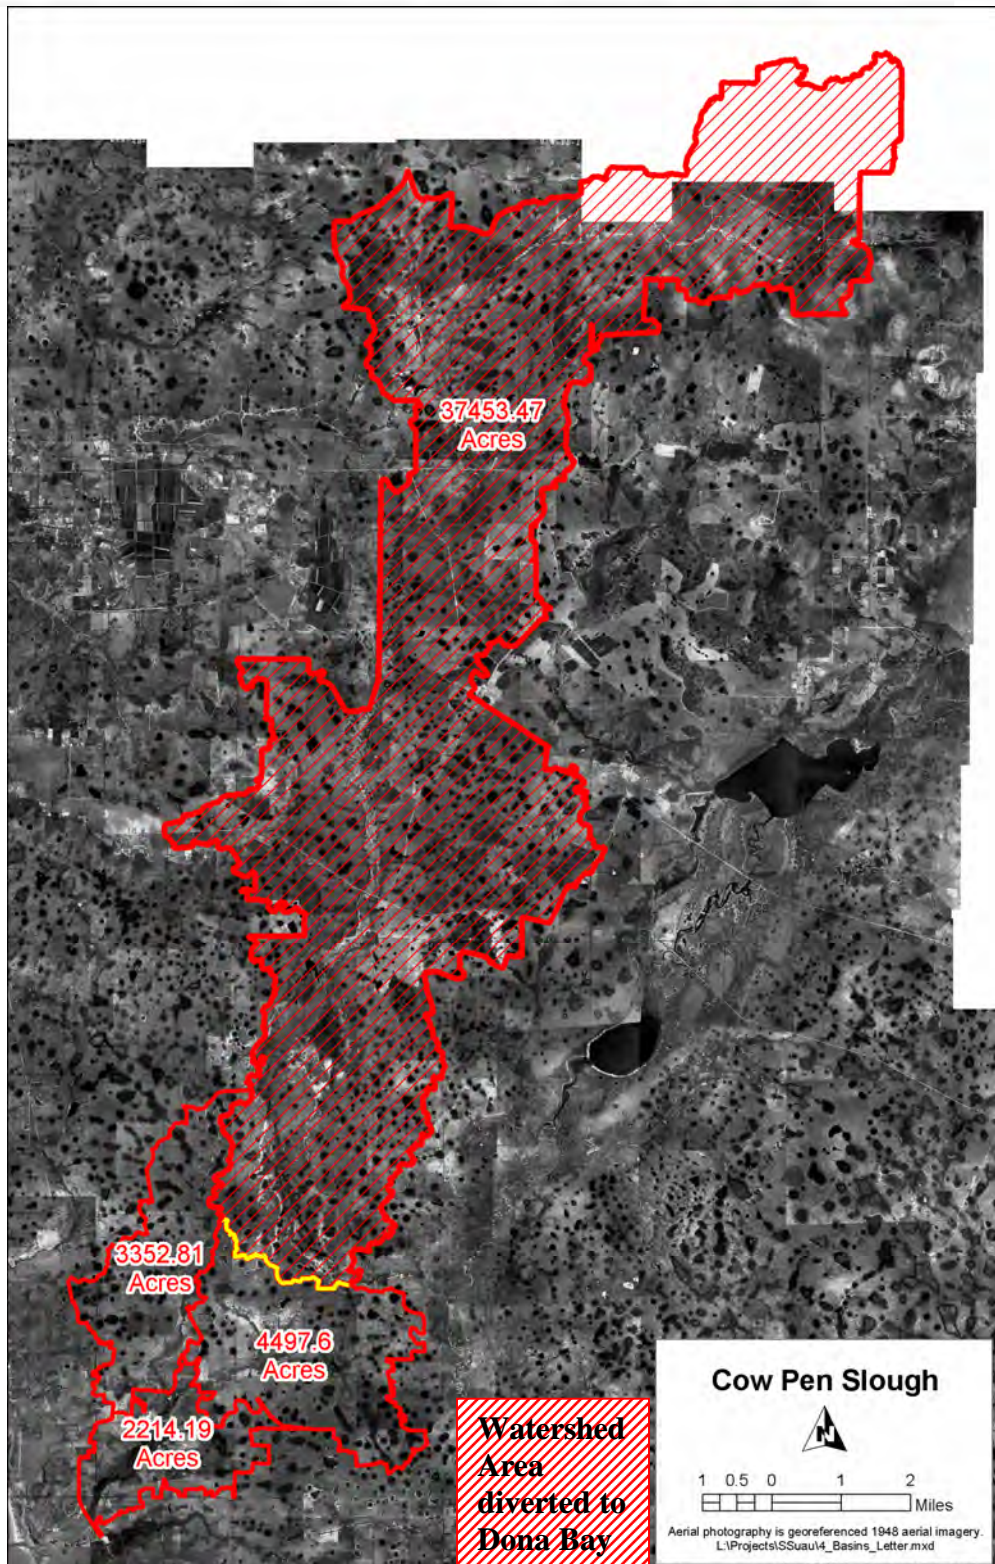 37453.47
Acres
3352.81
Acres
4497.6
Acres
2214.19
Acres
Watershed
Area
diverted to
Dona Bay
Cow Pen Slough
N
1 0.5 0 1 2
Miles
Aerial photography is georeferenced 1948 aerial imagery.
L:\Projects\SSuau\4_Basins_Letter.mxd